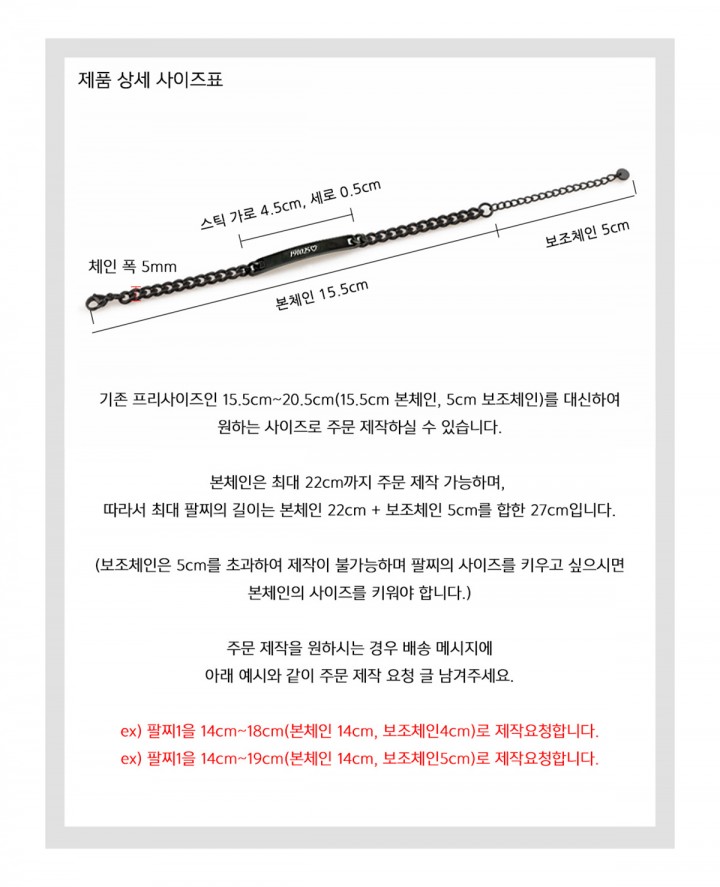 제품 상세 사이즈표
스틱 가로 4.5cm, 세로 0.5cm
체인 폭 5mm
본체인 15.5cm
보조체인 5cm
기존 프리사이즈인 15.5cm~20.5cm(15.5cm 본체인, 5cm 보조체인)를 대신하여
원하는 사이즈로 주문 제작하실 수 있습니다.
본체인은 최대 22cm까지 주문 제작 가능하며,
따라서 최대 팔찌의 길이는 본체인 22cm + 보조체인 5cm를 합한 27cm입니다.
(보조체인은 5cm를 초과하여 제작이 불가능하며 팔찌의 사이즈를 키우고 싶으시면
본체인의 사이즈를 키워야 합니다.)
주문 제작을 원하시는 경우 배송 메시지에
아래 예시와 같이 주문 제작 요청 글 남겨주세요.
ex) 팔찌1을 14cm~18cm(본체인 14cm, 보조체인4cm)로 제작요청합니다.
ex) 팔찌1을 14cm~19cm(본체인 14cm, 보조체인5cm)로 제작요청합니다.